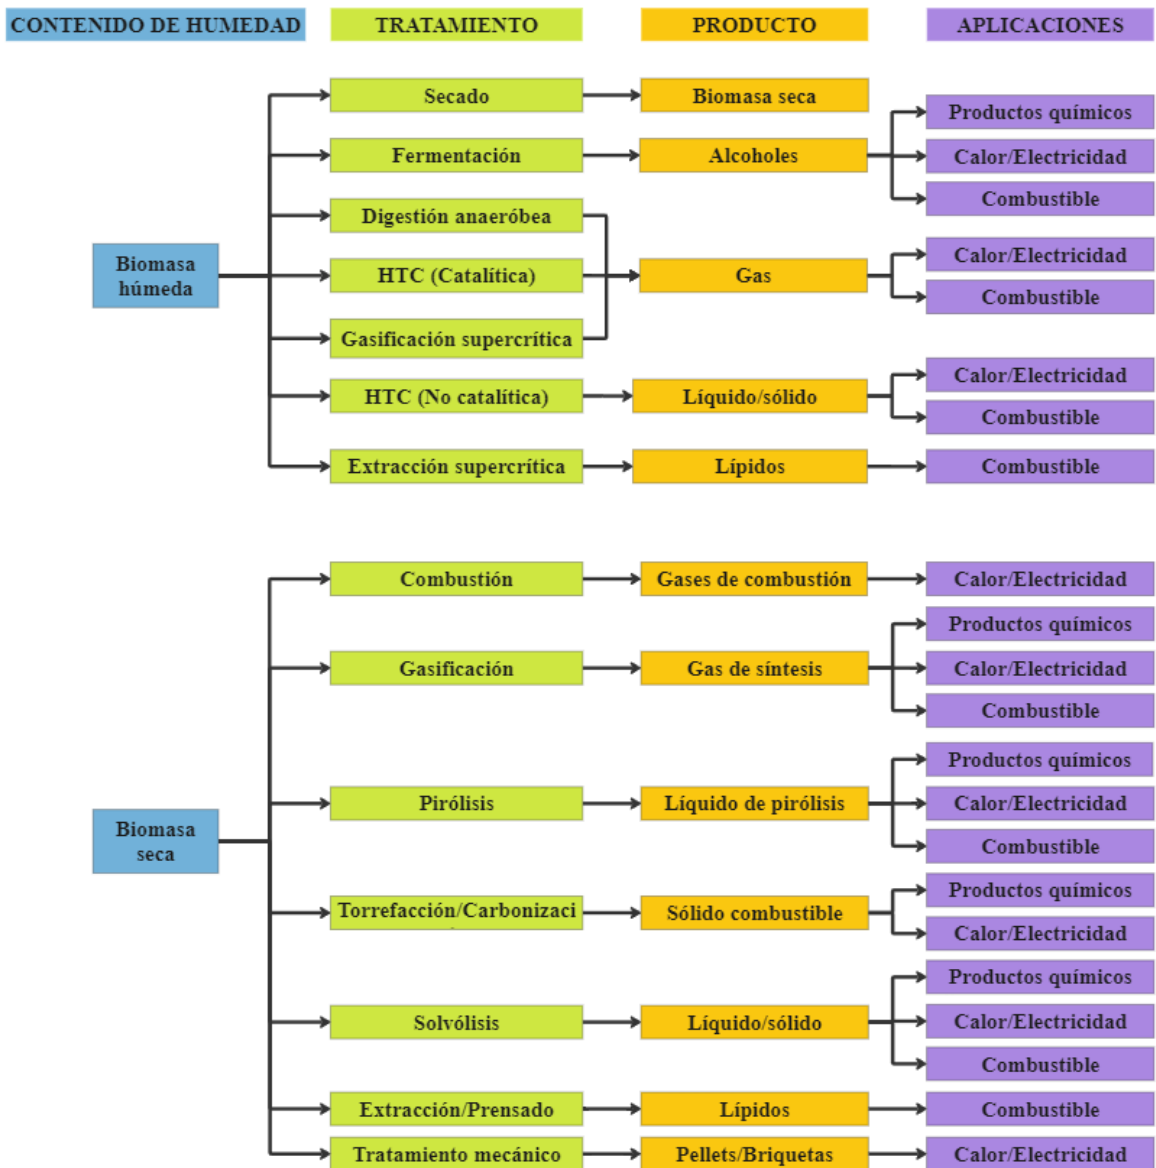 CONTENIDO DE HUMEDAD TRATAMIENTO PRODUCTO APLICACIONES
Secado Biomasa seca
Productos químicos
Fermentación Alcoholes Calor/Electricidad
Combustible
Digestión anaeróbea
Calor/Electricidad
Biomasa
húmeda
HTC (Catalítica) Gas
Combustible
Gasificación supercrítica
Calor/Electricidad
HTC (No catalítica) Líquido/sólido
Combustible
Extracción supercrítica Lípidos Combustible
Combustión Gases de combustión Calor/Electricidad
Productos químicos
Gasificación Gas de síntesis Calor/Electricidad
Combustible
Productos químicos
Pirólisis Líquido de pirólisis Calor/Electricidad
Biomasa
seca
Combustible
Productos químicos
Torrefacción/Carbonizaci Sólido combustible
Calor/Electricidad
Productos químicos
Solvólisis Líquido/sólido Calor/Electricidad
Combustible
Extracción/Prensado Lípidos Combustible
Tratamiento mecánico Pellets/Briquetas Calor/Electricidad